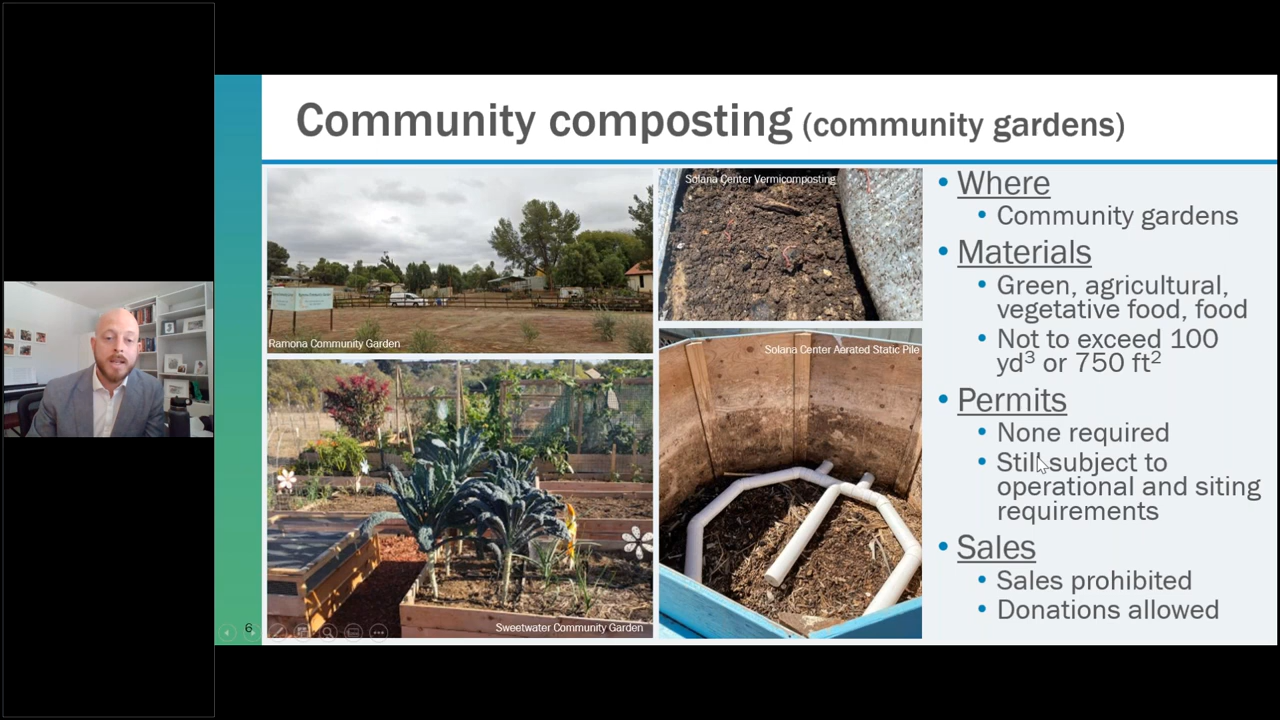 Community composting (community gardens)
Solana Center Vermicomposting
Ramona Community Garden
Solana Center Aerated Static Pile
Sweetwater Community Garden
• Where
• Community gardens
• Materials
• Green, agricultural,
vegetative food, food
• Not to exceed 100
yd³ or 750 ft²
• Permits
• None required
• Still subject to
operational and siting
requirements
• Sales
• Sales prohibited
• Donations allowed
6